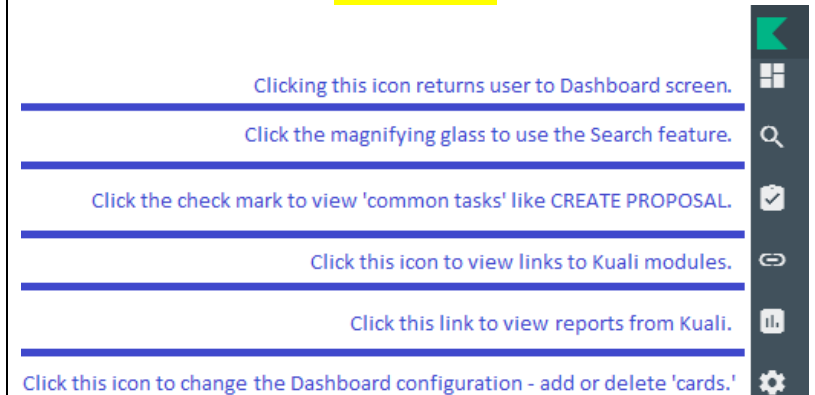 Clicking this icon returns user to Dashboard screen.
Click the magnifying glass to use the Search feature.
Click the check mark to view 'common tasks' like CREATE PROPOSAL.
Click this icon to view links to Kuali modules.
Click this link to view reports from Kuali.
Click this icon to change the Dashboard configuration - add or delete 'cards.'